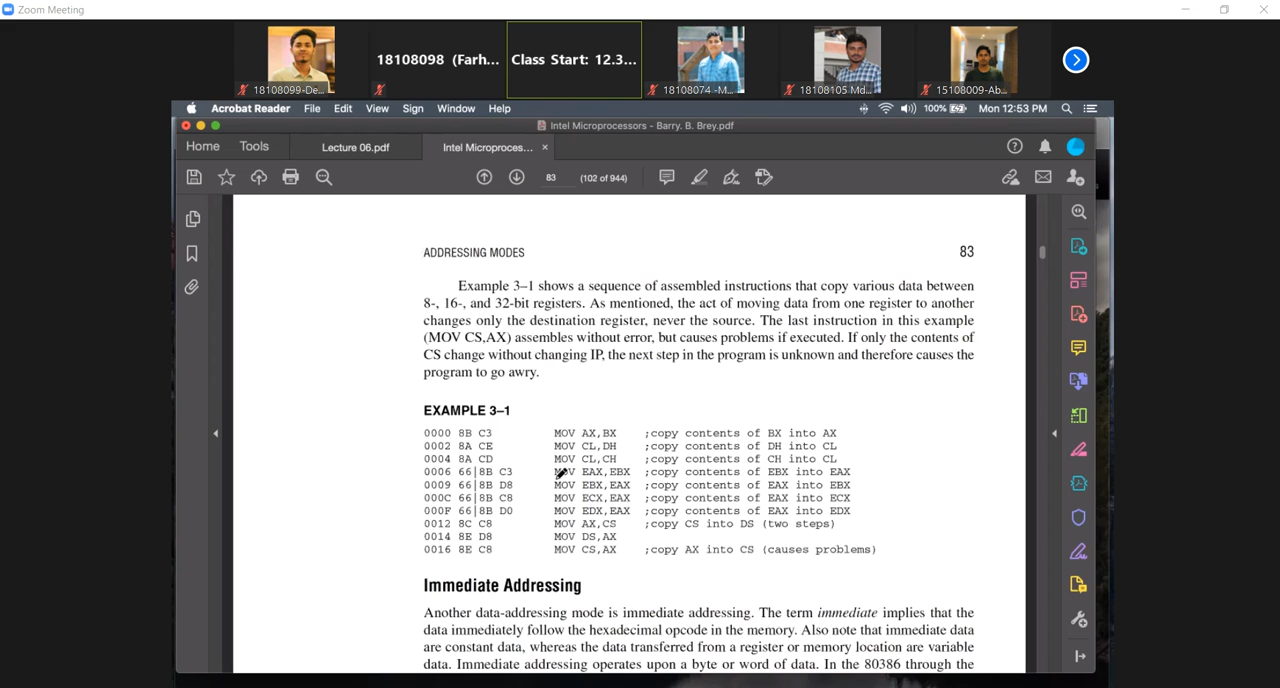 Zoom Meeting
18108099-De...
18108098 (Farh...
Class Start: 12.3...
18108074 -M...
18108105 Md...
15108009-Ab...
Acrobat Reader File Edit View Sign Window Help
100% Mon 12:53 PM
Intel Microprocessors - Barry. B. Brey.pdf
Home Tools Lecture 06.pdf Intel Microproces... ×
83 (102 of 944)
ADDRESSING MODES 83
Example 3–1 shows a sequence of assembled instructions that copy various data between
8-, 16-, and 32-bit registers. As mentioned, the act of moving data from one register to another
changes only the destination register, never the source. The last instruction in this example
(MOV CS,AX) assembles without error, but causes problems if executed. If only the contents of
CS change without changing IP, the next step in the program is unknown and therefore causes the
program to go awry.
EXAMPLE 3–1
0000 8B C3 MOV AX,BX ;copy contents of BX into AX
0002 8A CE MOV CL,DH ;copy contents of DH into CL
0004 8A CD MOV CL,CH ;copy contents of CH into CL
0006 66|8B C3 MOV EAX,EBX ;copy contents of EBX into EAX
0009 66|8B D8 MOV EBX,EAX ;copy contents of EAX into EBX
000C 66|8B C8 MOV ECX,EAX ;copy contents of EAX into ECX
000F 66|8B D0 MOV EDX,EAX ;copy contents of EAX into EDX
0012 8C C8 MOV AX,CS ;copy CS into DS (two steps)
0014 8E D8 MOV DS,AX
0016 8E C8 MOV CS,AX ;copy AX into CS (causes problems)
Immediate Addressing
Another data-addressing mode is immediate addressing. The term immediate implies that the
data immediately follow the hexadecimal opcode in the memory. Also note that immediate data
are constant data, whereas the data transferred from a register or memory location are variable
data. Immediate addressing operates upon a byte or word of data. In the 80386 through the